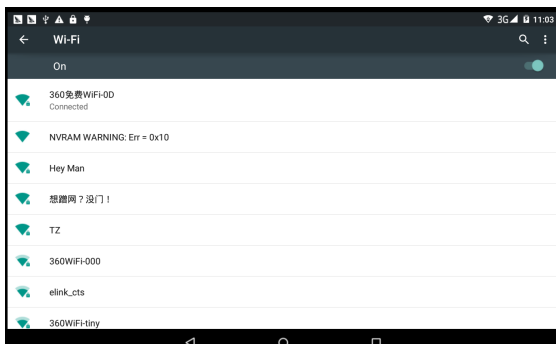 3G 11:03
Wi-Fi
On
360免费WiFi-0D
Connected
NVRAM WARNING: Err = 0x10
Hey Man
想蹭网？没门！
TZ
360WiFi-000
elink_cts
360WiFi-tiny